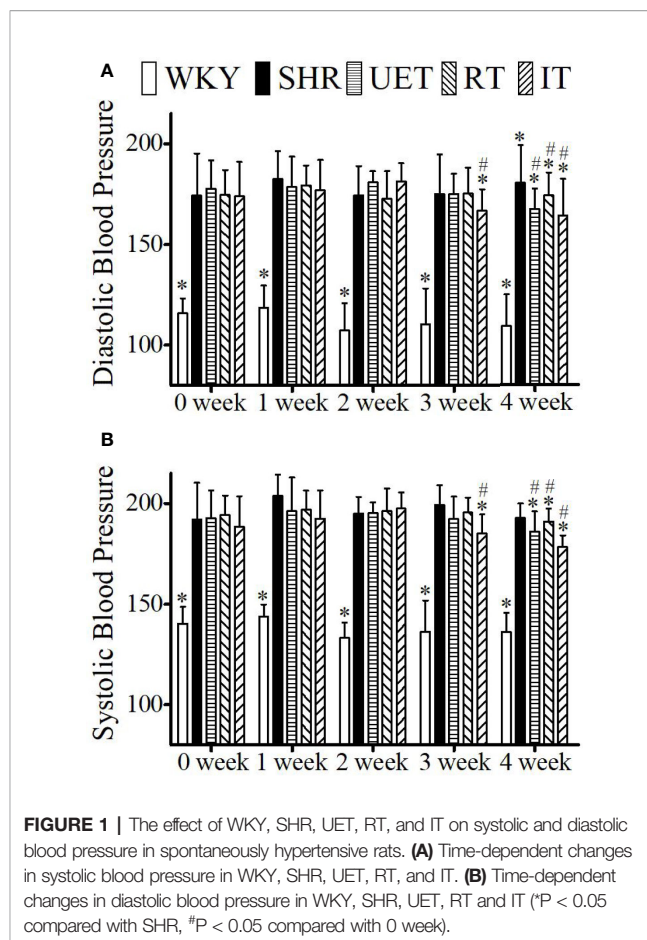 A
WKY SHR UET RT IT
Diastolic Blood Pressure
200
150
100
* * * * # * * # * # * # *
0 week 1 week 2 week 3 week 4 week
B
Systolic Blood Pressure
200
150
100
* * * * # * * # * # * # *
0 week 1 week 2 week 3 week 4 week
FIGURE 1 | The effect of WKY, SHR, UET, RT, and IT on systolic and diastolic
blood pressure in spontaneously hypertensive rats. (A) Time-dependent changes
in systolic blood pressure in WKY, SHR, UET, RT, and IT. (B) Time-dependent
changes in diastolic blood pressure in WKY, SHR, UET, RT and IT (*P < 0.05
compared with SHR, #P < 0.05 compared with 0 week).